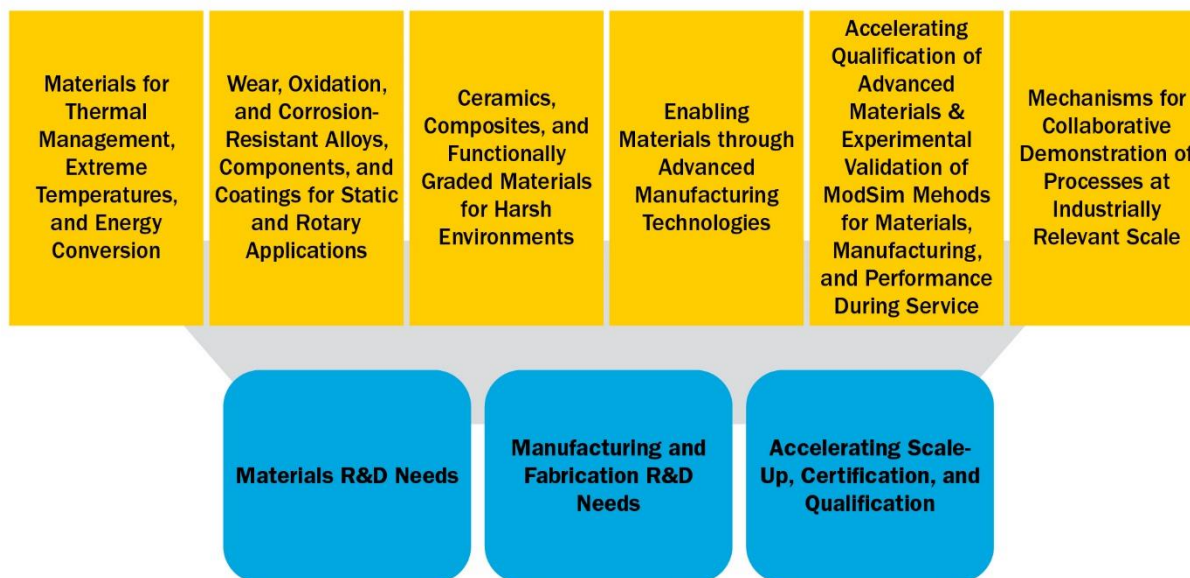 Materials for
Thermal
Management,
Extreme
Temperatures,
and Energy
Conversion
Wear, Oxidation,
and Corrosion-
Resistant Alloys,
Components, and
Coatings for Static
and Rotary
Applications
Ceramics,
Composites, and
Functionally
Graded Materials
for Harsh
Environments
Enabling
Materials through
Advanced
Manufacturing
Technologies
Accelerating
Qualification of
Advanced
Materials &
Experimental
Validation of
ModSim Mehods
for Materials,
Manufacturing,
and Performance
During Service
Mechanisms for
Collaborative
Demonstration of
Processes at
Industrially
Relevant Scale
Materials R&D Needs
Manufacturing and
Fabrication R&D
Needs
Accelerating Scale-
Up, Certification, and
Qualification